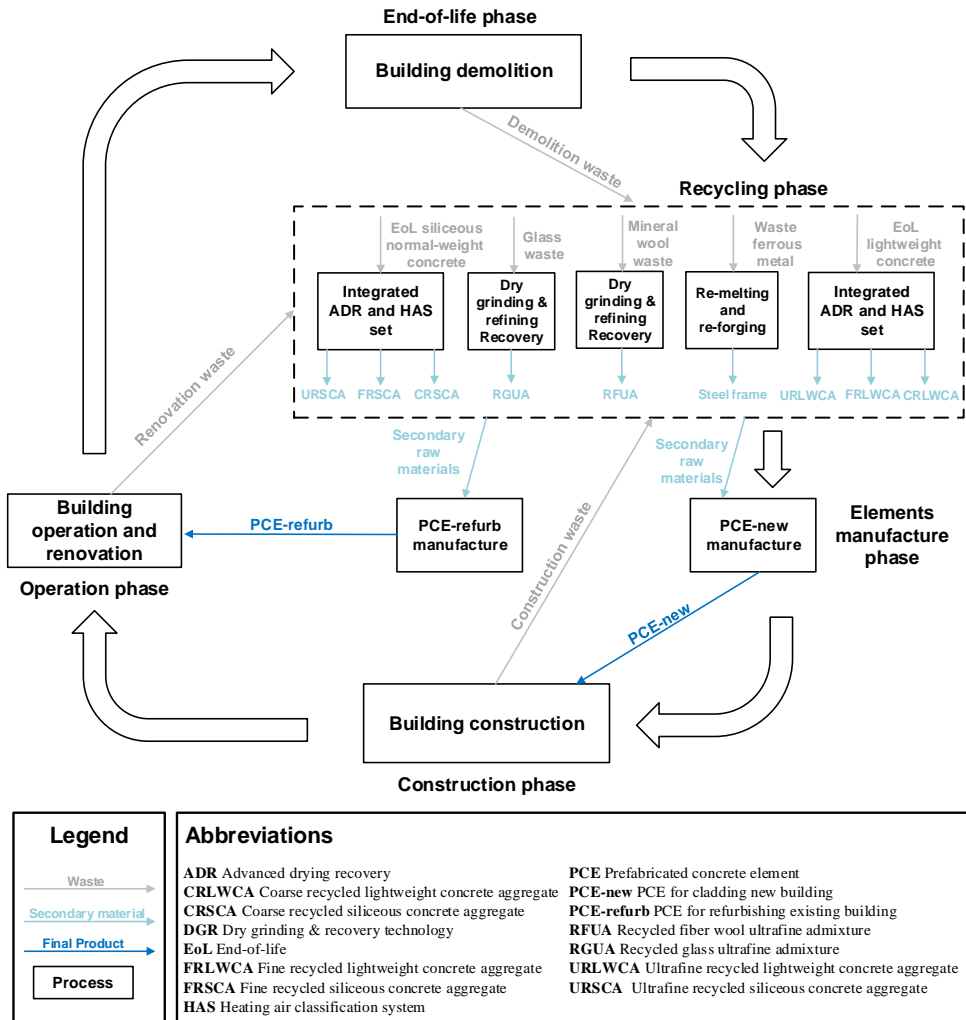 End-of-life phase
Building demolition
Demolition waste
Recycling phase
EoL siliceous
normal-weight
concrete
Glass
waste
Mineral
wool
waste
Waste
ferrous
metal
EoL
lightweight
concrete
Integrated
ADR and HAS
set
Dry
grinding &
refining
Recovery
Dry
grinding &
refining
Recovery
Re-melting
and
re-forging
Integrated
ADR and HAS
set
URSCA
FRSCA
CRSCA
RGUA
RFUA
Steel frame
URLWCA
FRLWCA
CRLWCA
Renovation waste
Secondary
raw
materials
Secondary
raw
materials
Building
operation and
renovation
PCE-refurb
PCE-refurb
manufacture
Construction waste
PCE-new
manufacture
Elements
manufacture
phase
Operation phase
PCE-new
Building construction
Construction phase
Legend
Waste
Secondary material
Final Product
Process
Abbreviations
ADR Advanced drying recovery
CRLWCA Coarse recycled lightweight concrete aggregate
CRSCA Coarse recycled siliceous concrete aggregate
DGR Dry grinding & recovery technology
EoL End-of-life
FRLWCA Fine recycled lightweight concrete aggregate
FRSCA Fine recycled siliceous concrete aggregate
HAS Heating air classification system
PCE Prefabricated concrete element
PCE-new PCE for cladding new building
PCE-refurb PCE for refurbishing existing building
RFUA Recycled fiber wool ultrafine admixture
RGUA Recycled glass ultrafine admixture
URLWCA Ultrafine recycled lightweight concrete aggregate
URSCA Ultrafine recycled siliceous concrete aggregate